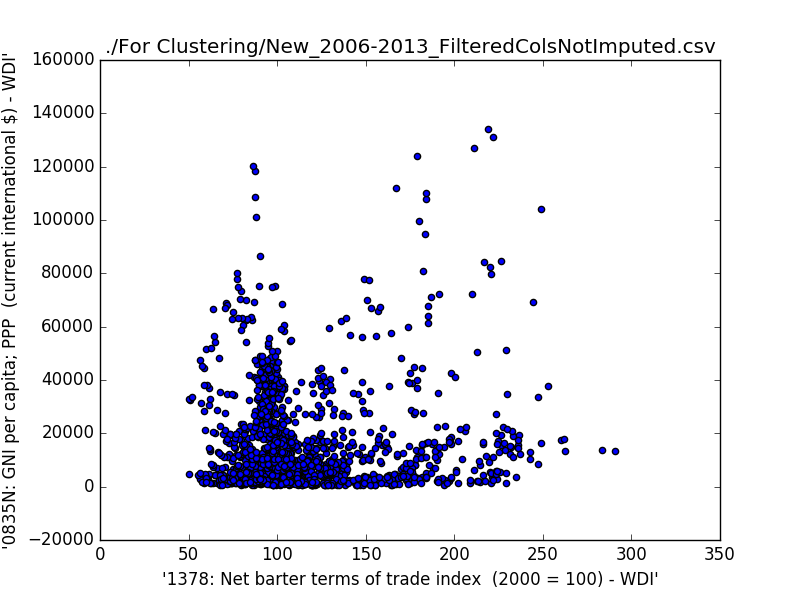 ./For Clustering/New_2006-2013_FilteredColsNotImputed.csv
'0835N: GNI per capita; PPP  (current international $) - WDI'
160000
140000
120000
100000
80000
60000
40000
20000
0
−20000
0 50 100 150 200 250 300 350
'1378: Net barter terms of trade index  (2000 = 100) - WDI'